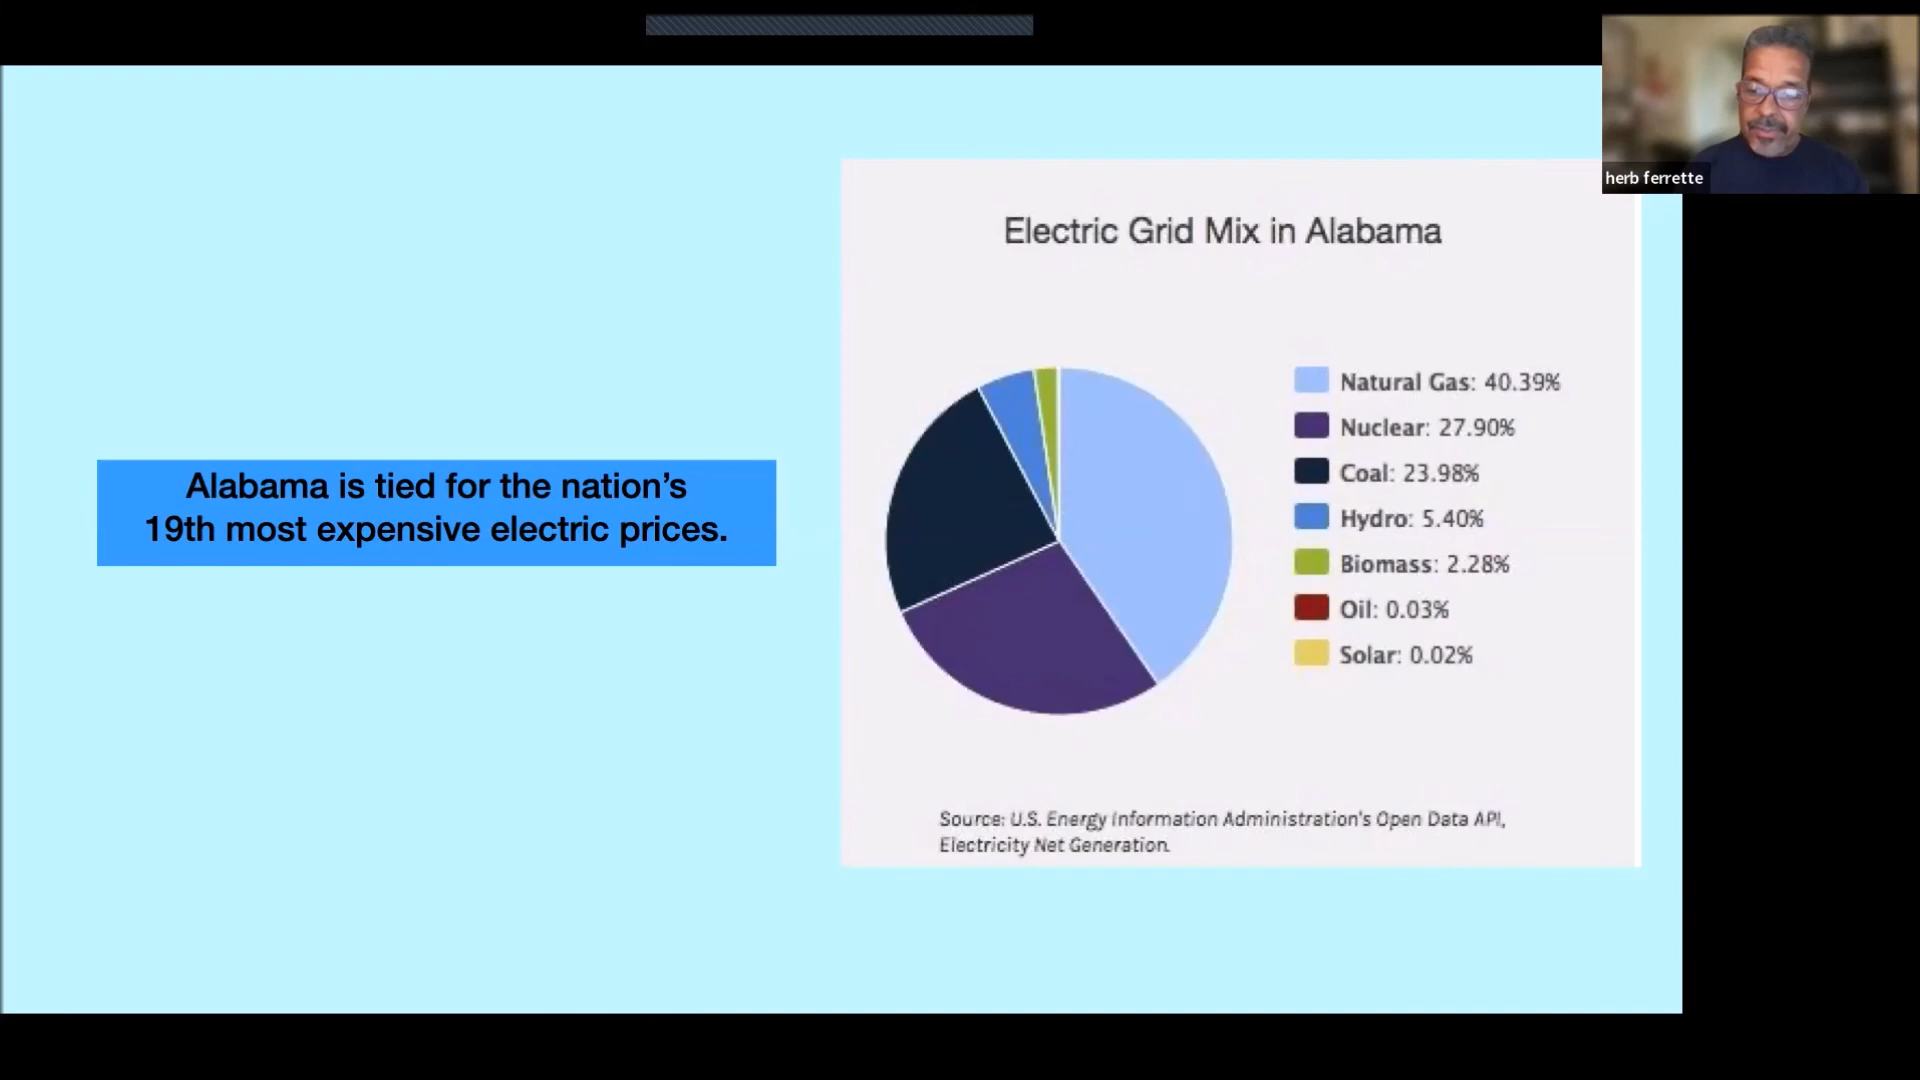 herb ferrette
Electric Grid Mix in Alabama
Alabama is tied for the nation’s
19th most expensive electric prices.
Natural Gas: 40.39%
Nuclear: 27.90%
Coal: 23.98%
Hydro: 5.40%
Biomass: 2.28%
Oil: 0.03%
Solar: 0.02%
Source: U.S. Energy Information Administration's Open Data API,
Electricity Net Generation.